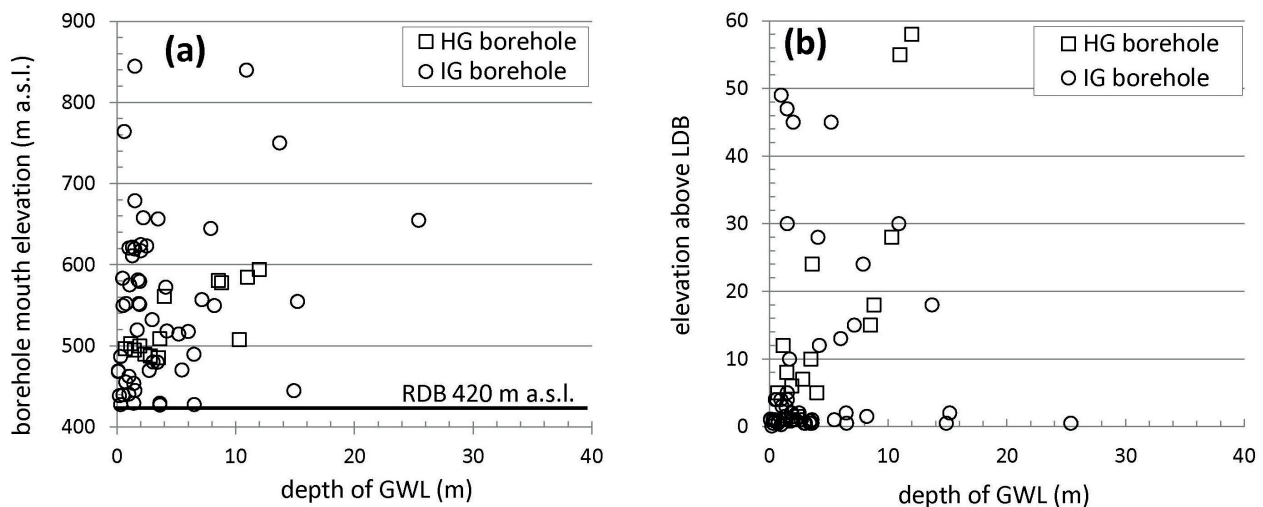 (a)
HG borehole
IG borehole
borehole mouth elevation (m a.s.l.)
900
800
700
600
500
400
RDB 420 m a.s.l.
0 10 20 30 40
depth of GWL (m)
(b)
HG borehole
IG borehole
elevation above LDB
60
50
40
30
20
10
0
0 10 20 30 40
depth of GWL (m)